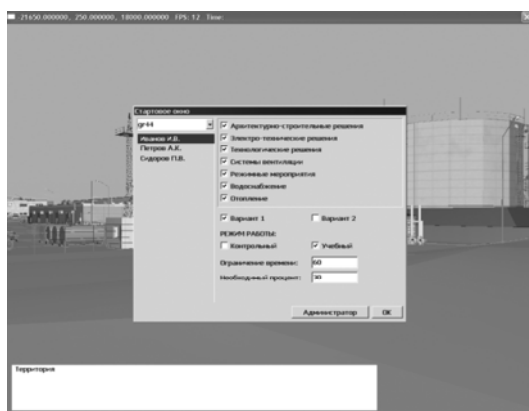 21650.000000, 250.000000, 18000.000000 FPS: 12 Time:
Стартовое окно
gr44
Иванов И.В.
Петров А.К.
Сидоров П.В.
Архитектурно-строительные решения
Электро-технические решения
Технологические решения
Системы вентиляции
Режимные мероприятия
Водоснабжение
Отопление
Вариант 1 Вариант 2
РЕЖИМ РАБОТЫ:
Контрольный Учебный
Ограничение времени: 60
Необходимый процент:
Администратор OK
Территория